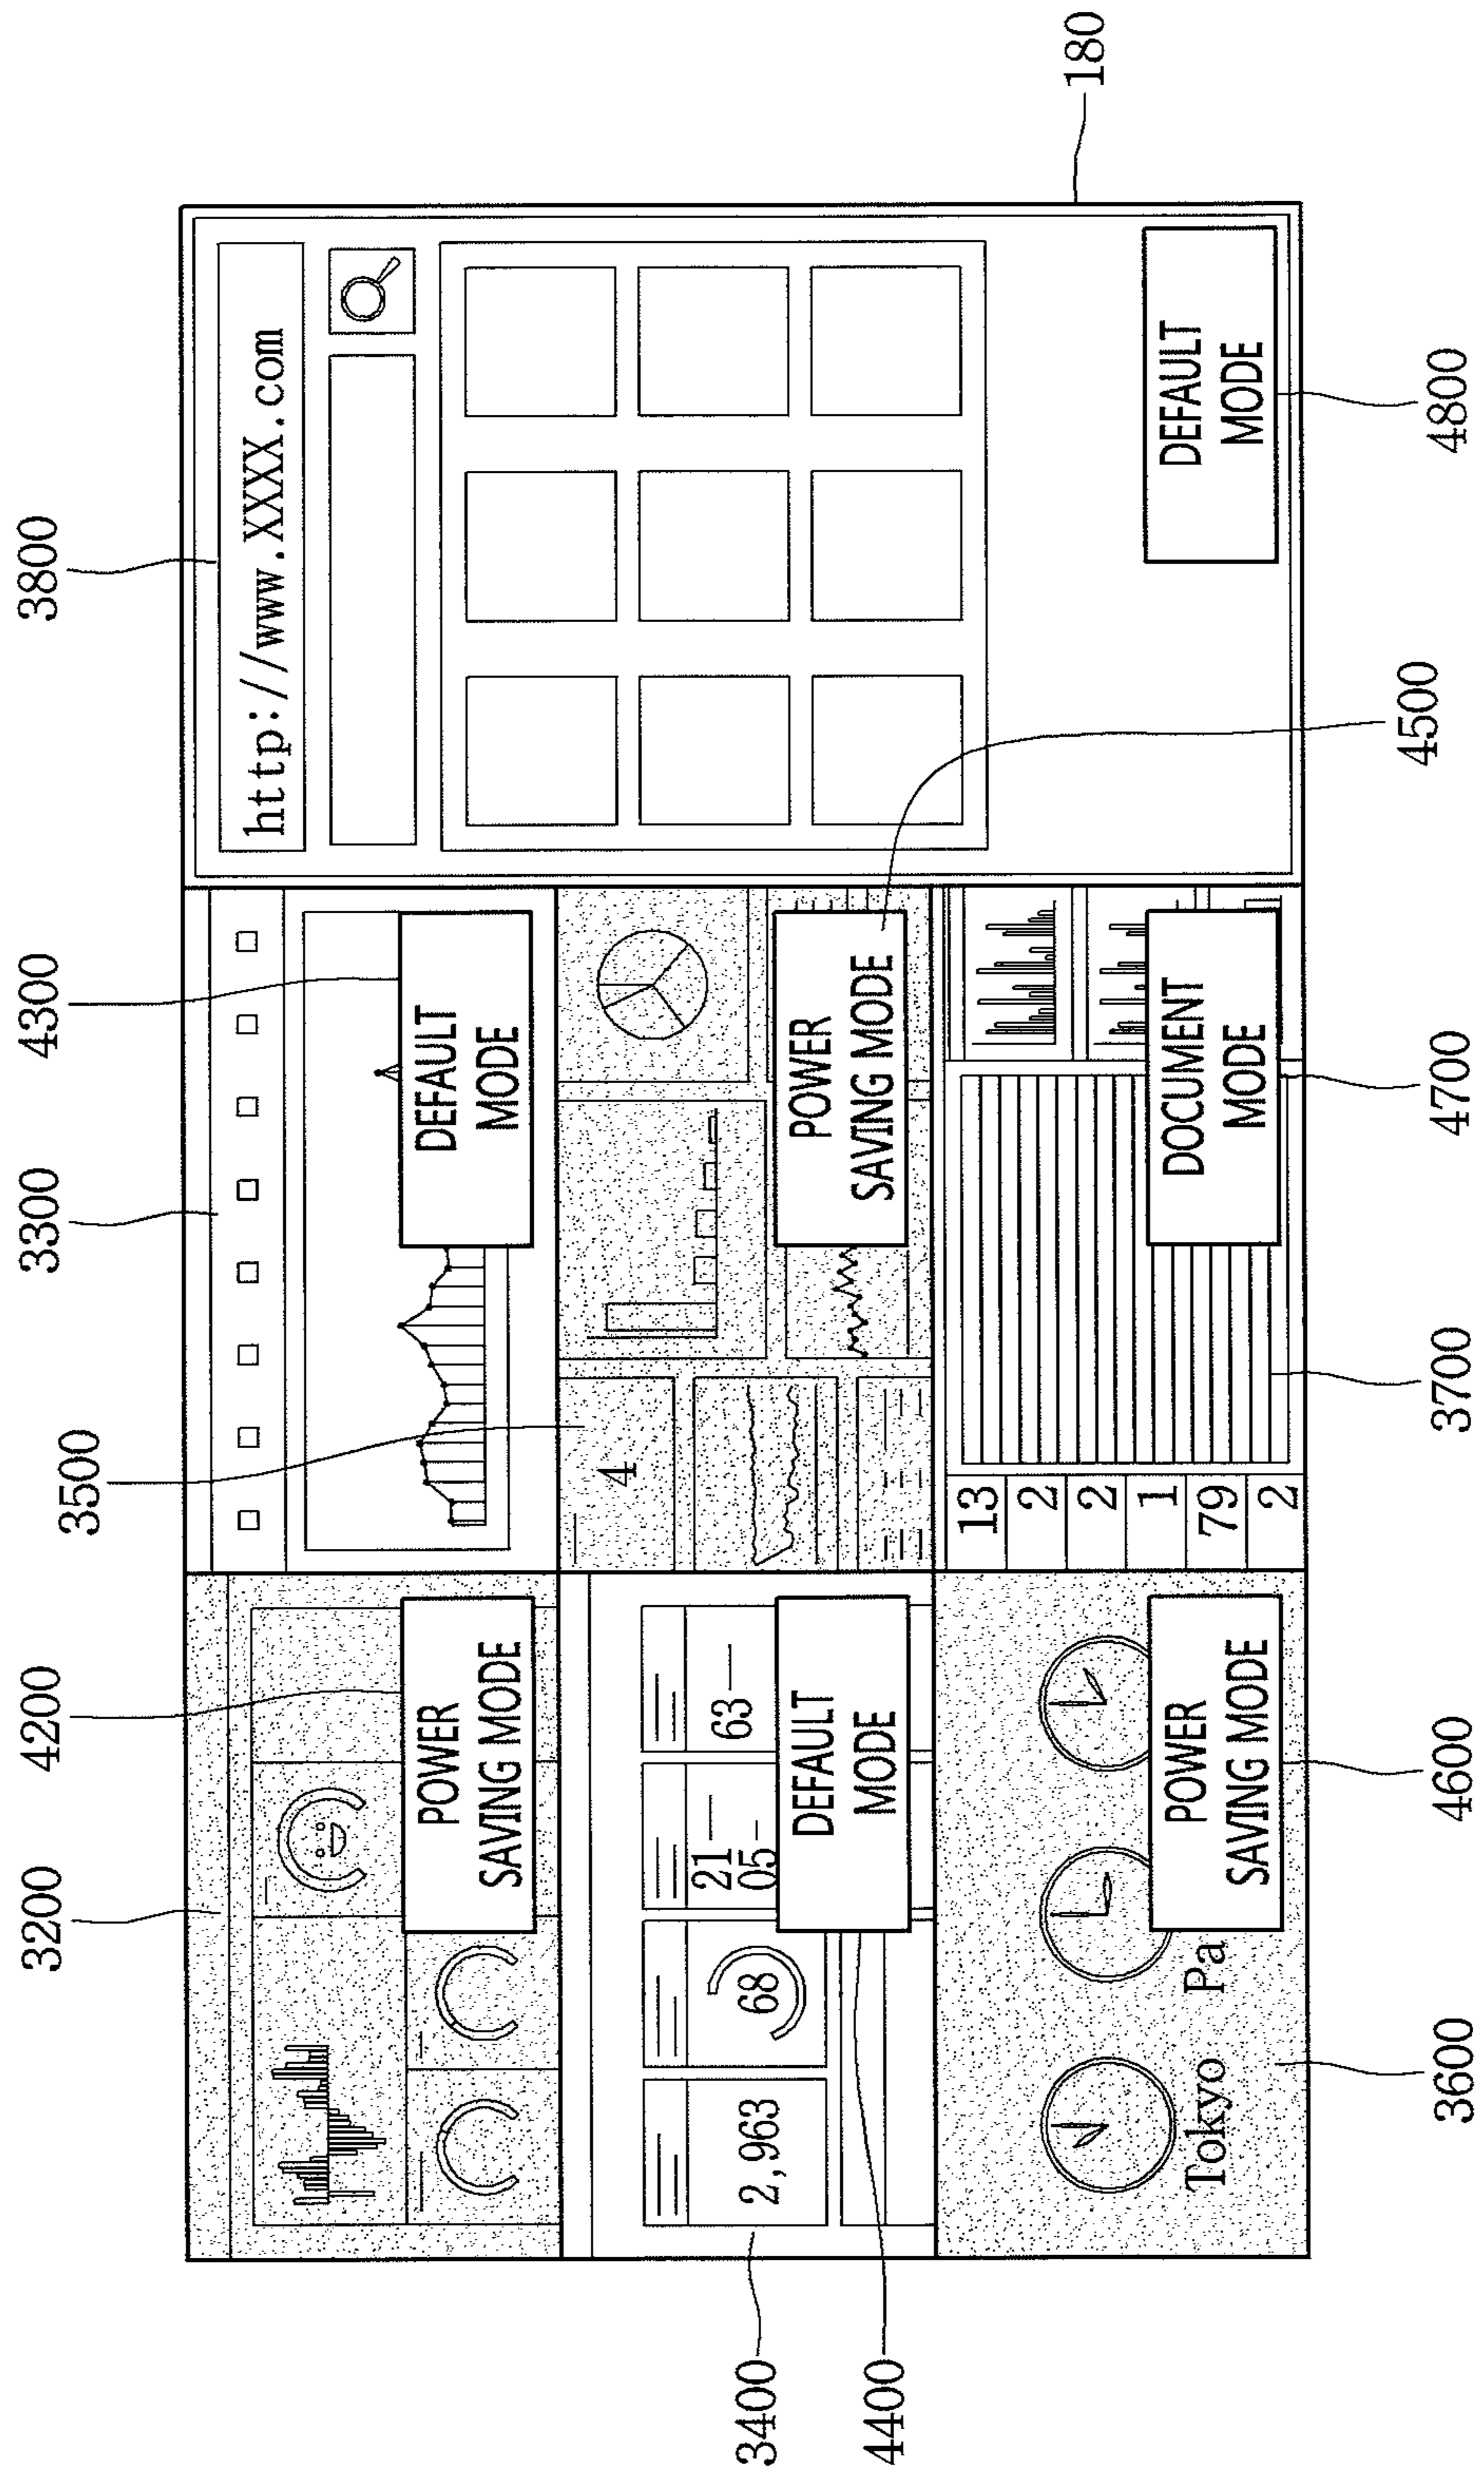 3200
4200
3300
4300
3800
180
http://www.XXXX.com
POWER
SAVING MODE
DEFAULT
MODE
3500
3400
4400
2,963
68
21
05
63
DEFAULT
MODE
4
POWER
SAVING MODE
4500
Tokyo
Pa
POWER
SAVING MODE
13
2
2
1
79
2
DOCUMENT
MODE
DEFAULT
MODE
3600
4600
3700
4700
4800